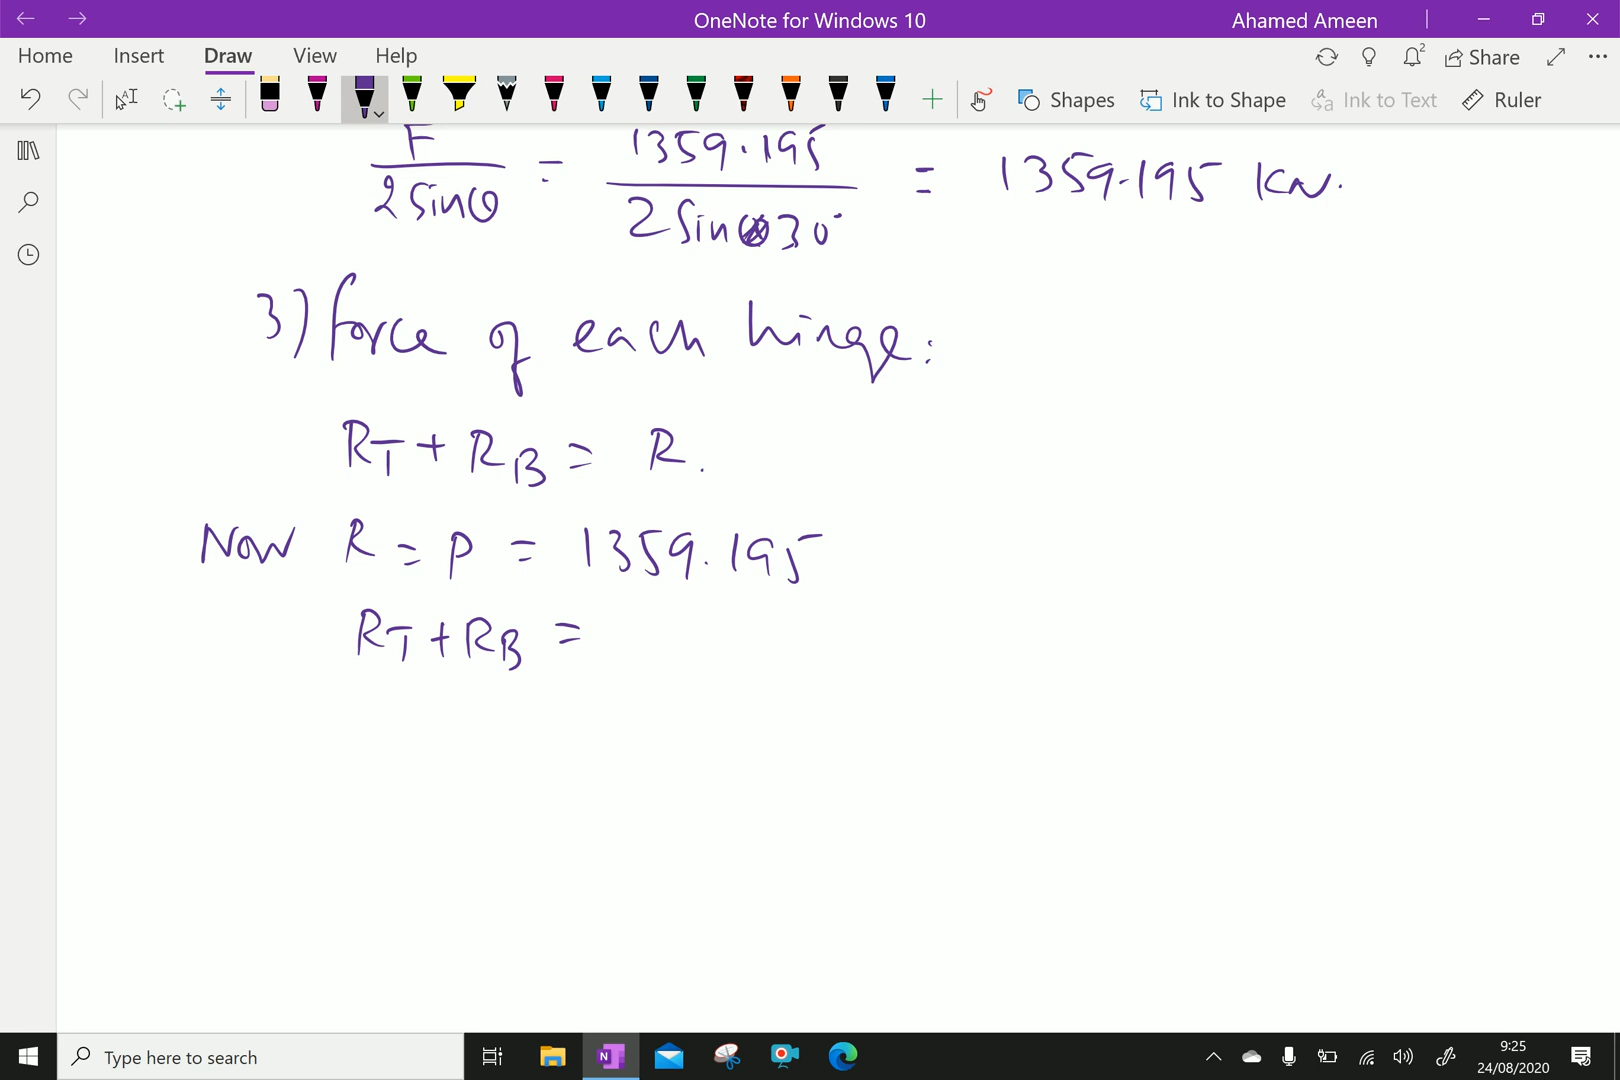 OneNote for Windows 10
Ahamed Ameen
Home Insert Draw View Help
2
Share
Shapes
Ink to Shape
Ink to Text
Ruler
F/2 Sinθ = 1359.195/2 Sin 30° = 1359.195 KN.
3) force of each hinge:
RT + RB = R.
Now R = P = 1359.195
RT + RB =
Type here to search
9:25
24/08/2020